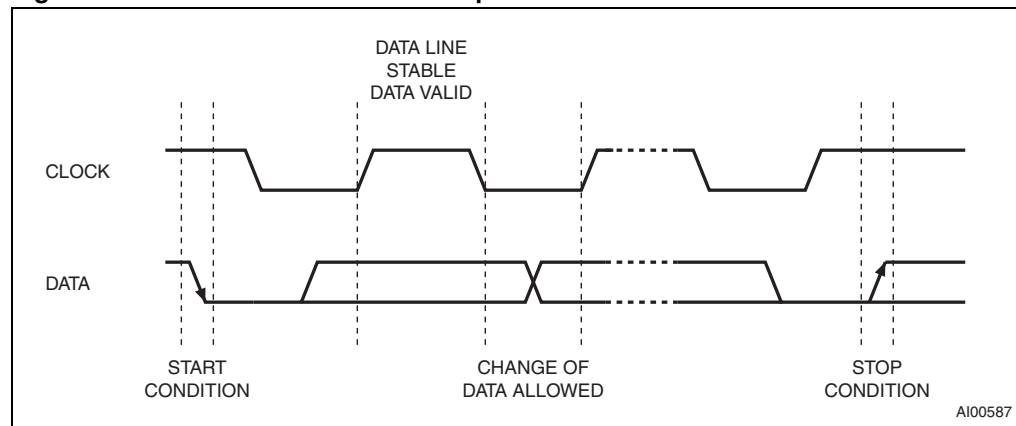 DATA LINE
STABLE
DATA VALID
CLOCK
DATA
START
CONDITION
CHANGE OF
DATA ALLOWED
STOP
CONDITION
AI00587